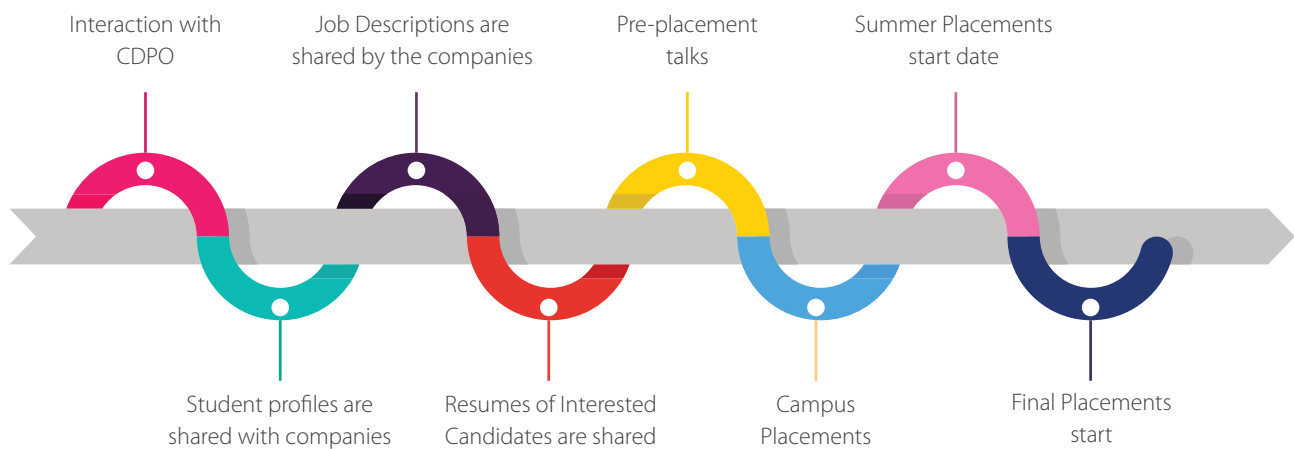 Interaction with
CDPO
Job Descriptions are
shared by the companies
Pre-placement
talks
Summer Placements
start date
Student profiles are
shared with companies
Resumes of Interested
Candidates are shared
Campus
Placements
Final Placements
start